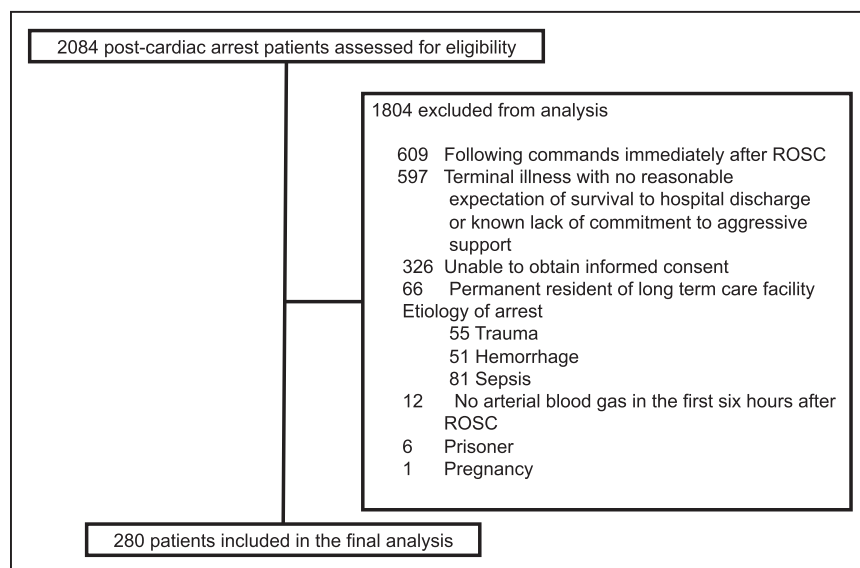 2084 post-cardiac arrest patients assessed for eligibility
1804 excluded from analysis
609 Following commands immediately after ROSC
597 Terminal illness with no reasonable
expectation of survival to hospital discharge
or known lack of commitment to aggressive
support
326 Unable to obtain informed consent
66 Permanent resident of long term care facility
Etiology of arrest
55 Trauma
51 Hemorrhage
81 Sepsis
12 No arterial blood gas in the first six hours after
ROSC
6 Prisoner
1 Pregnancy
280 patients included in the final analysis